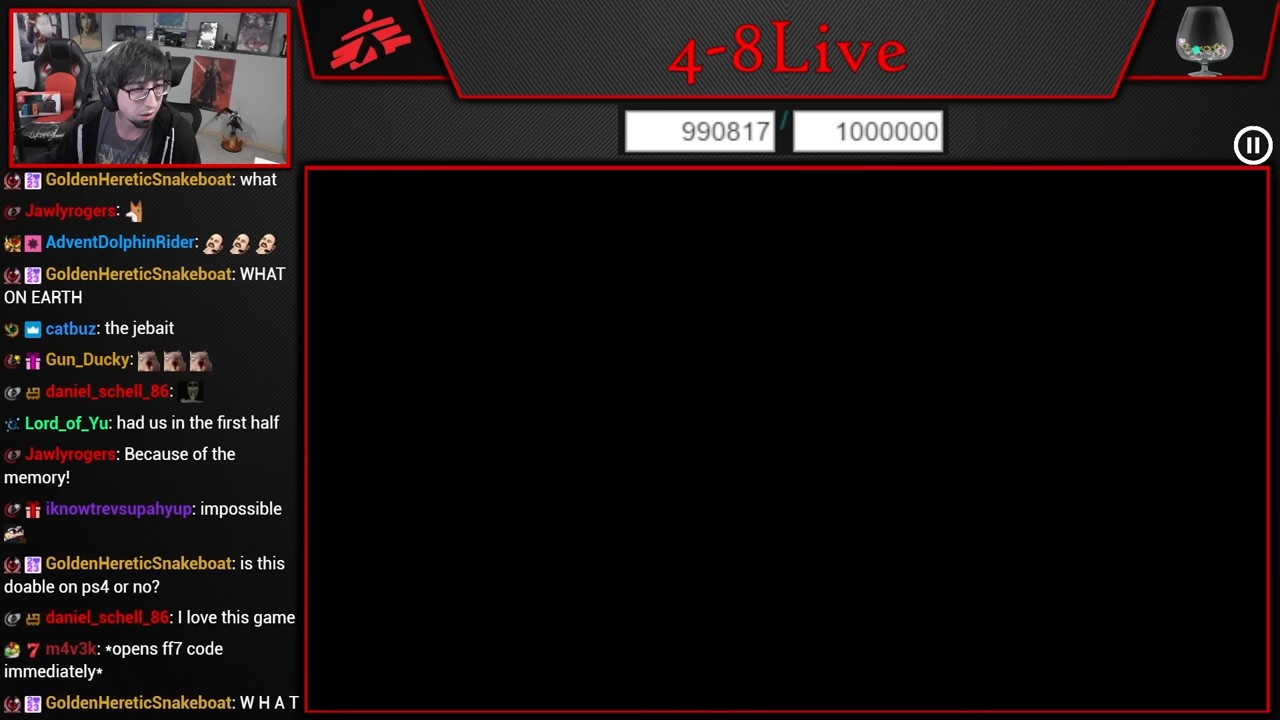 4-8Live
990817 / 1000000
GoldenHereticSnakeboat: what
Jawlyrogers:
AdventDolphinRider:
GoldenHereticSnakeboat: WHAT
ON EARTH
catbuz: the jebait
Gun_Ducky:
daniel_schell_86:
Lord_of_Yu: had us in the first half
Jawlyrogers: Because of the
memory!
iknowtrevsupahyup: impossible
GoldenHereticSnakeboat: is this
doable on ps4 or no?
daniel_schell_86: I love this game
m4v3k: *opens ff7 code
immediately*
GoldenHereticSnakeboat: W H A T